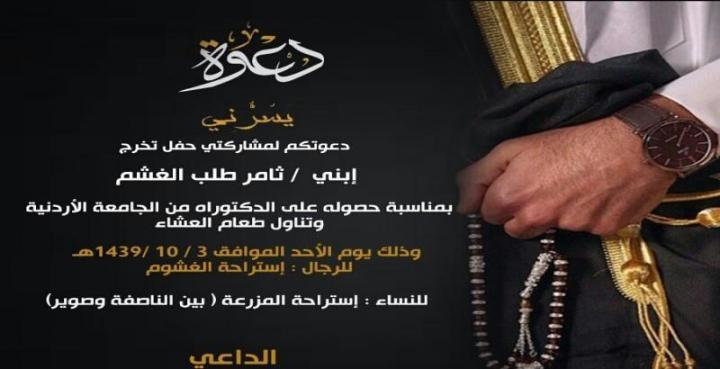 دعوة
يسرني
دعوتكم لمشاركتي حفل تخرج
إبني / ثامر طلب الغشم
بمناسبة حصوله على الدكتوراه من الجامعة الأردنية
وتناول طعام العشاء
وذلك يوم الأحد الموافق 3 / 10 /1439هـ
للرجال : إستراحة الغشوم
للنساء : إستراحة المزرعة ( بين الناصفة وصوير)
الداعي